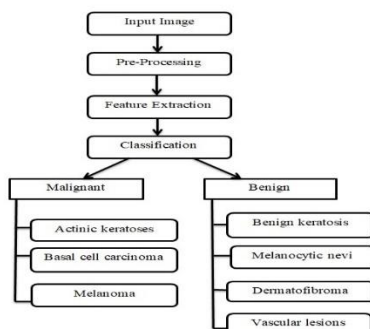 Input Image
Pre-Processing
Feature Extraction
Classification
Malignant
Actinic keratoses
Basal cell carcinoma
Melanoma
Benign
Benign keratosis
Melanocytic nevi
Dermatofibroma
Vascular lesions